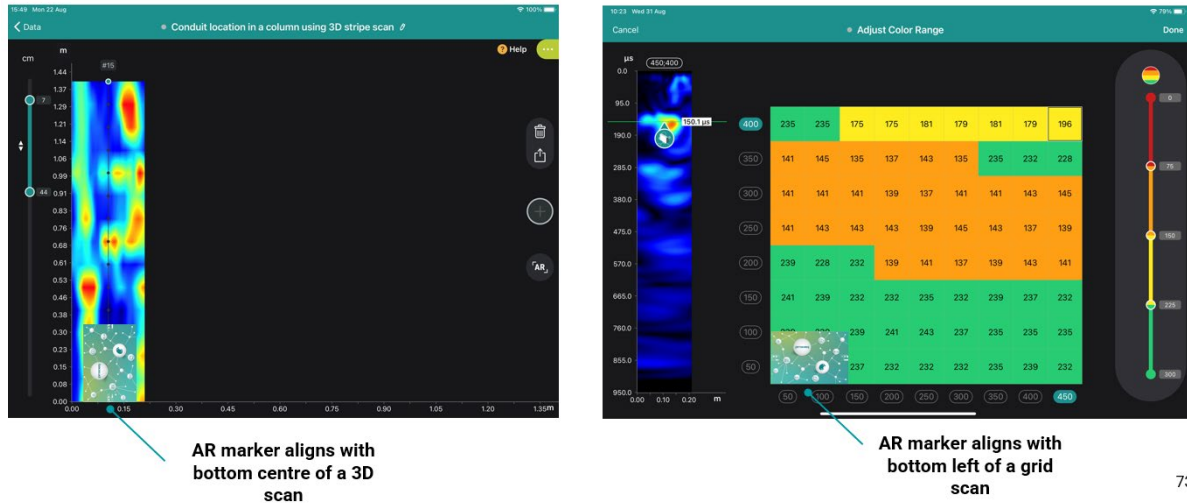 15:49 Mon 22 Aug
100%
Data
Conduit location in a column using 3D stripe scan
Help
cm
m
#15
1.44
1.37
1.29
1.21
1.14
1.06
0.99
0.91
0.83
0.76
0.68
0.61
0.53
0.46
0.38
0.30
0.23
0.15
0.08
0.00
7
44
AR
0.00 0.15 0.30 0.45 0.60 0.75 0.90 1.05 1.20 1.35m
AR marker aligns with
bottom centre of a 3D
scan
10:23 Wed 31 Aug
79%
Cancel
Adjust Color Range
Done
µs
(450;400)
0.0
95.0
150.1 µs
190.0
285.0
380.0
475.0
570.0
665.0
760.0
855.0
950.0
0.00 0.10 0.20 m
400 235 235 175 175 181 179 181 179 196
350 141 145 135 137 143 135 235 232 228
300 141 141 141 139 137 141 141 143 145
250 141 143 143 143 139 145 143 137 139
200 239 228 232 139 141 137 139 143 141
150 241 239 232 232 235 232 239 237 232
100 239 241 243 237 235 235 235
50 237 232 232 232 235 239 232
50 100 150 200 250 300 350 400 450
0
75
150
225
300
AR marker aligns with
bottom left of a grid
scan
73